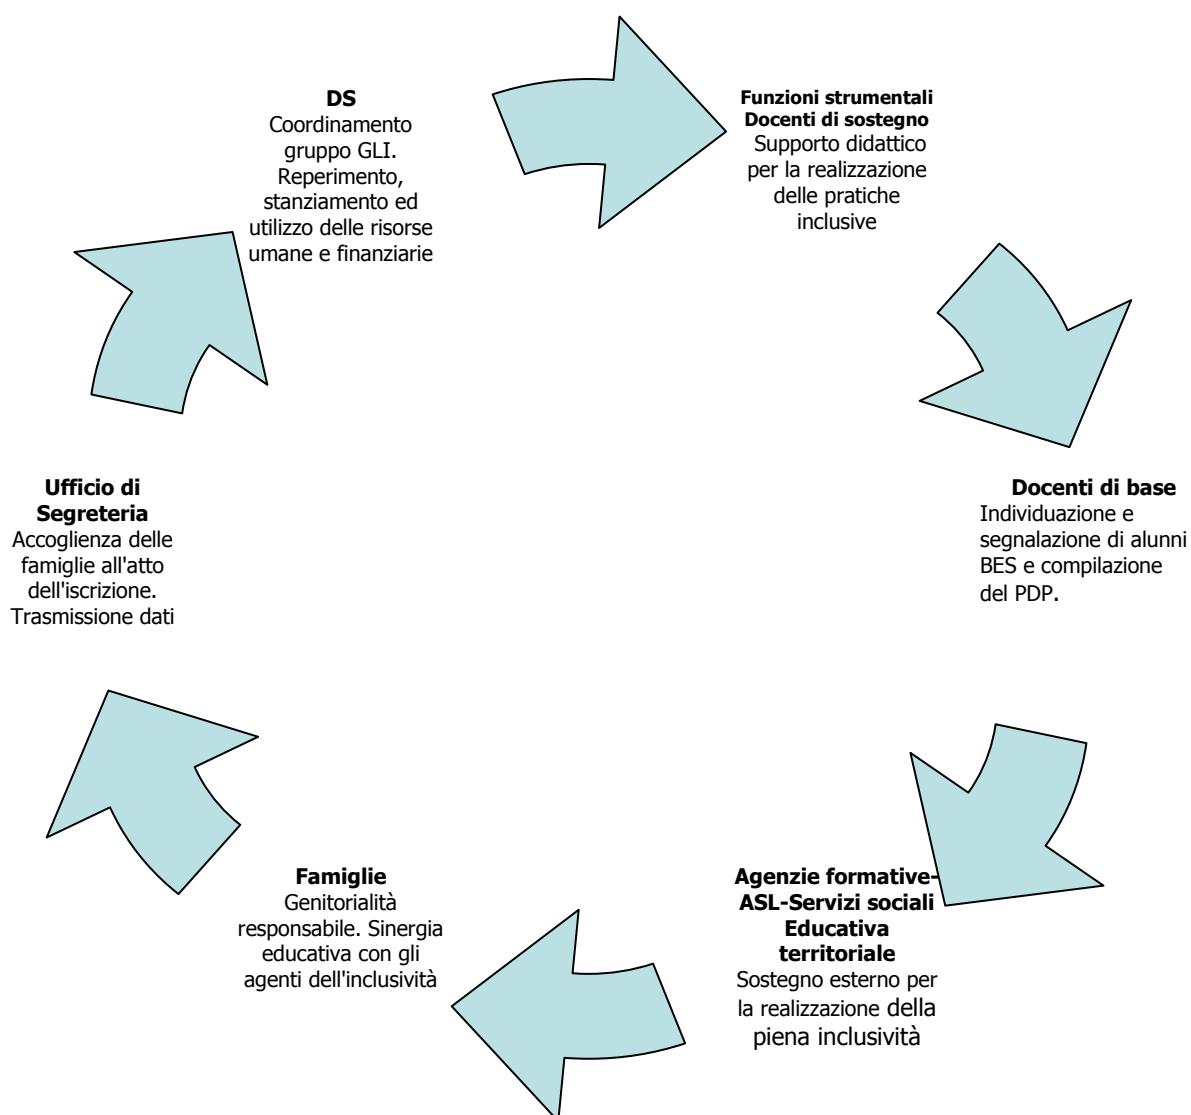 DS
Coordinamento
gruppo GLI.
Reperimento,
stanziamento ed
utilizzo delle risorse
umane e finanziarie
Funzioni strumentali
Docenti di sostegno
Supporto didattico
per la realizzazione
delle pratiche
inclusive
Docenti di base
Individuazione e
segnalazione di alunni
BES e compilazione
del PDP.
Agenzie formative-
ASL-Servizi sociali
Educativa
territoriale
Sostegno esterno per
la realizzazione della
piena inclusività
Famiglie
Genitorialità
responsabile. Sinergia
educativa con gli
agenti dell'inclusività
Ufficio di
Segreteria
Accoglienza delle
famiglie all'atto
dell'iscrizione.
Trasmissione dati